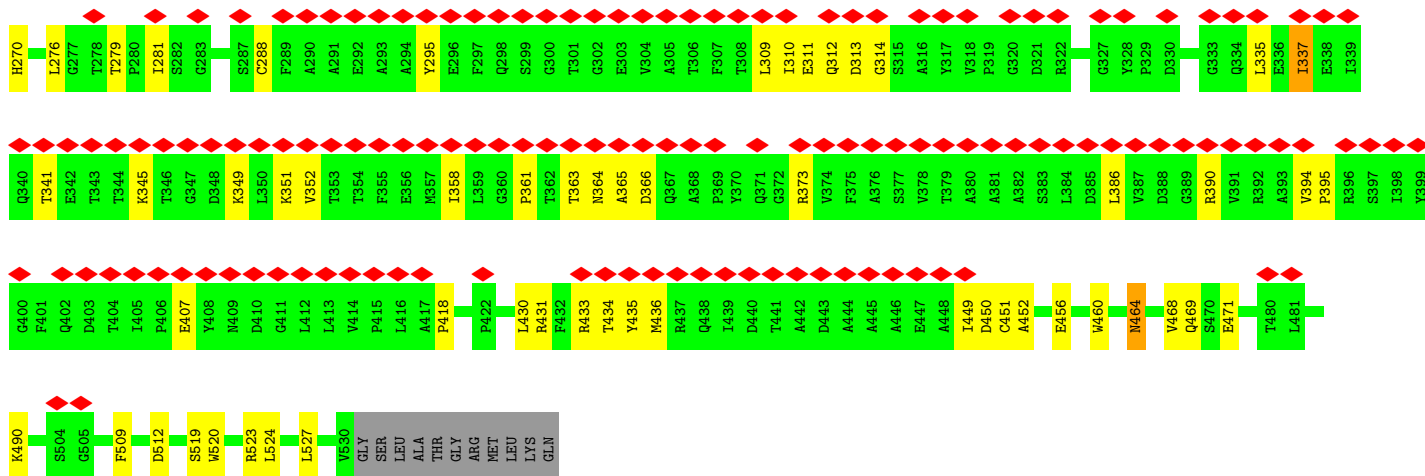 H270 L276 G277 T278 T279 P280 I281 S282 G283 S287 C288 F289 A290 A291 E292 A293 A294 Y295 E296 F297 Q298 S299 G300 T301 G302 E303 V304 A305 T306 F307 T308 L309 I310 E311 Q312 D313 G314 S315 A316 Y317 V318 P319 G320 D321 R322 G327 Y328 P329 D330 G333 Q334 L335 E336 I337 E338 I339
Q340 T341 E342 T343 T344 K345 T346 G347 D348 K349 L350 K351 V352 T353 T354 F355 E356 M357 I358 L359 G360 P361 T362 T363 N364 A365 D366 Q367 A368 P369 Y370 Q371 G372 R373 V374 F375 A376 S377 V378 T379 A380 A381 A382 S383 L384 D385 L386 V387 D388 G389 R390 V391 R392 A393 V394 P395 R396 S397 I398 Y399
G400 F401 Q402 D403 T404 I405 P406 E407 Y408 N409 D410 G411 L412 L413 V414 P415 L416 A417 P418 P422 L430 R431 F432 R433 T434 Y435 M436 R437 Q438 I439 D440 T441 A442 D443 A444 A445 A446 E447 A448 I449 D450 C451 A452 E456 W460 N464 V468 Q469 S470 E471 T480 L481
K490 S504 G505 F509 D512 S519 W520 R523 L524 L527 V530 GLY SER LEU ALA THR GLY ARG MET LEU LYS GLN